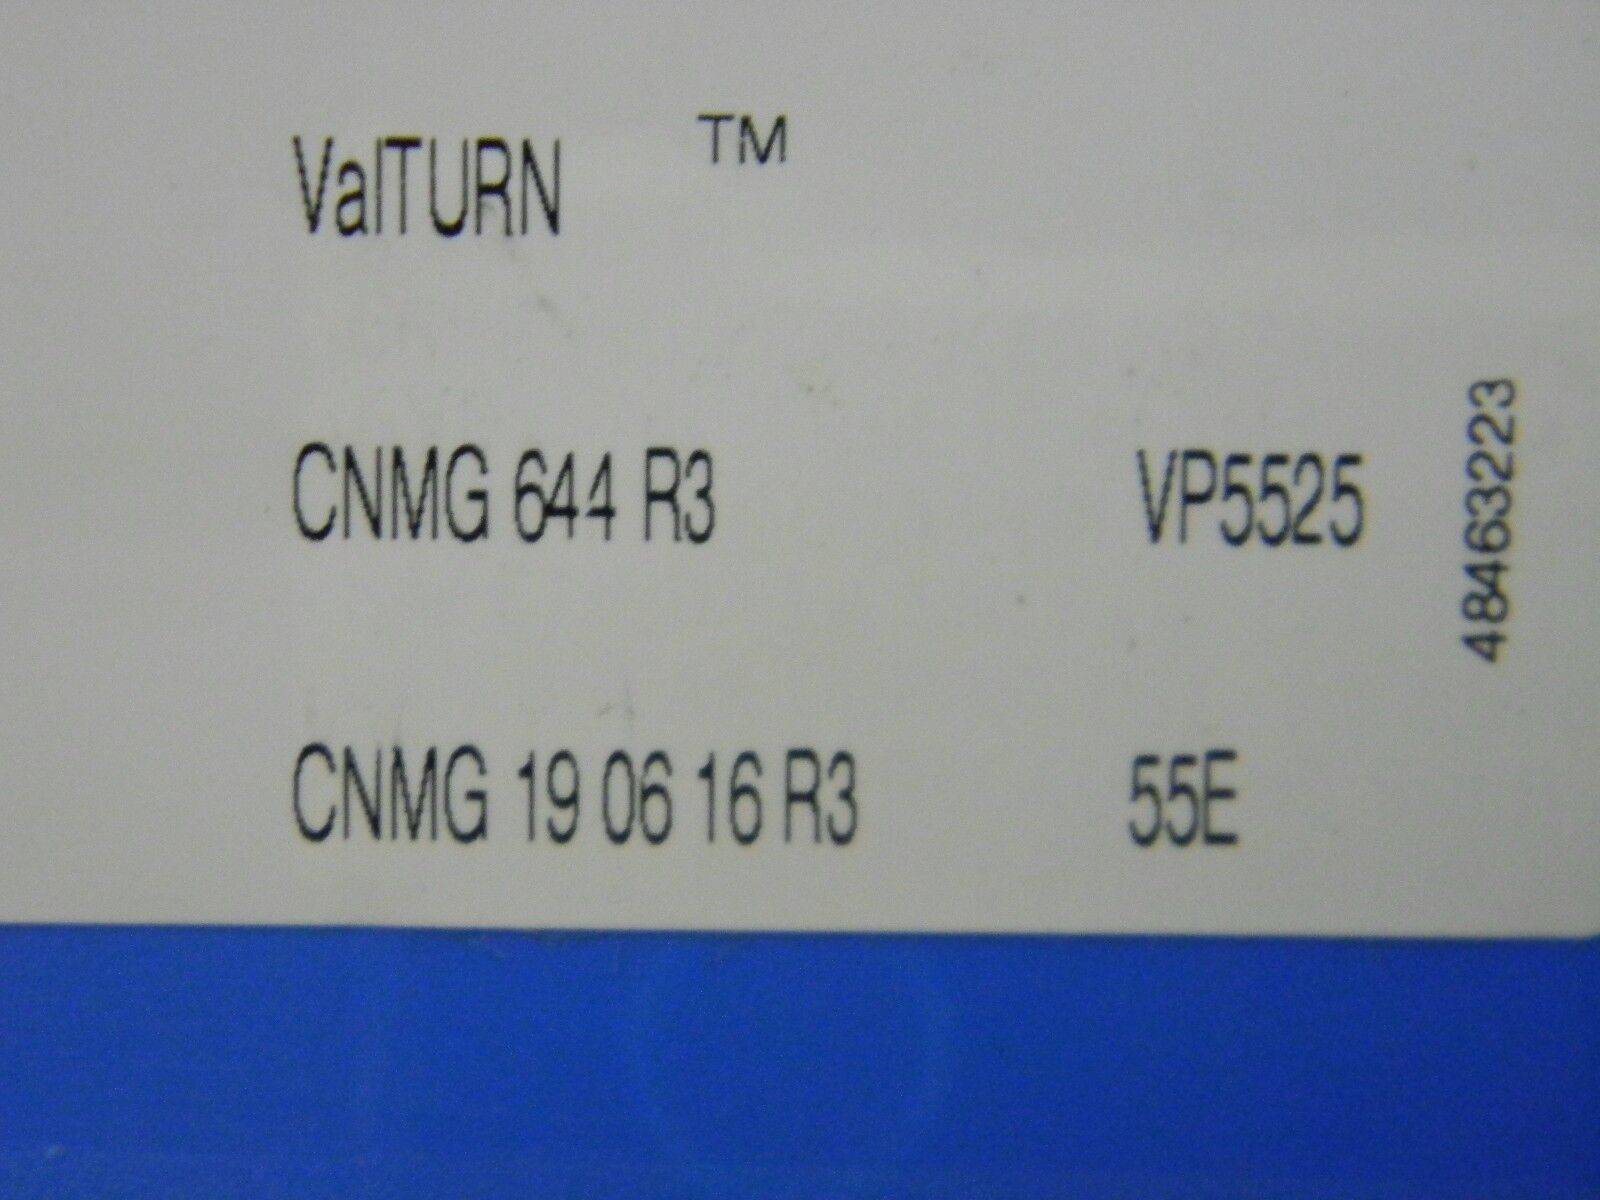 ValTURN ™
CNMG 644 R3 VP5525
48463223
CNMG 19 06 16 R3 55E